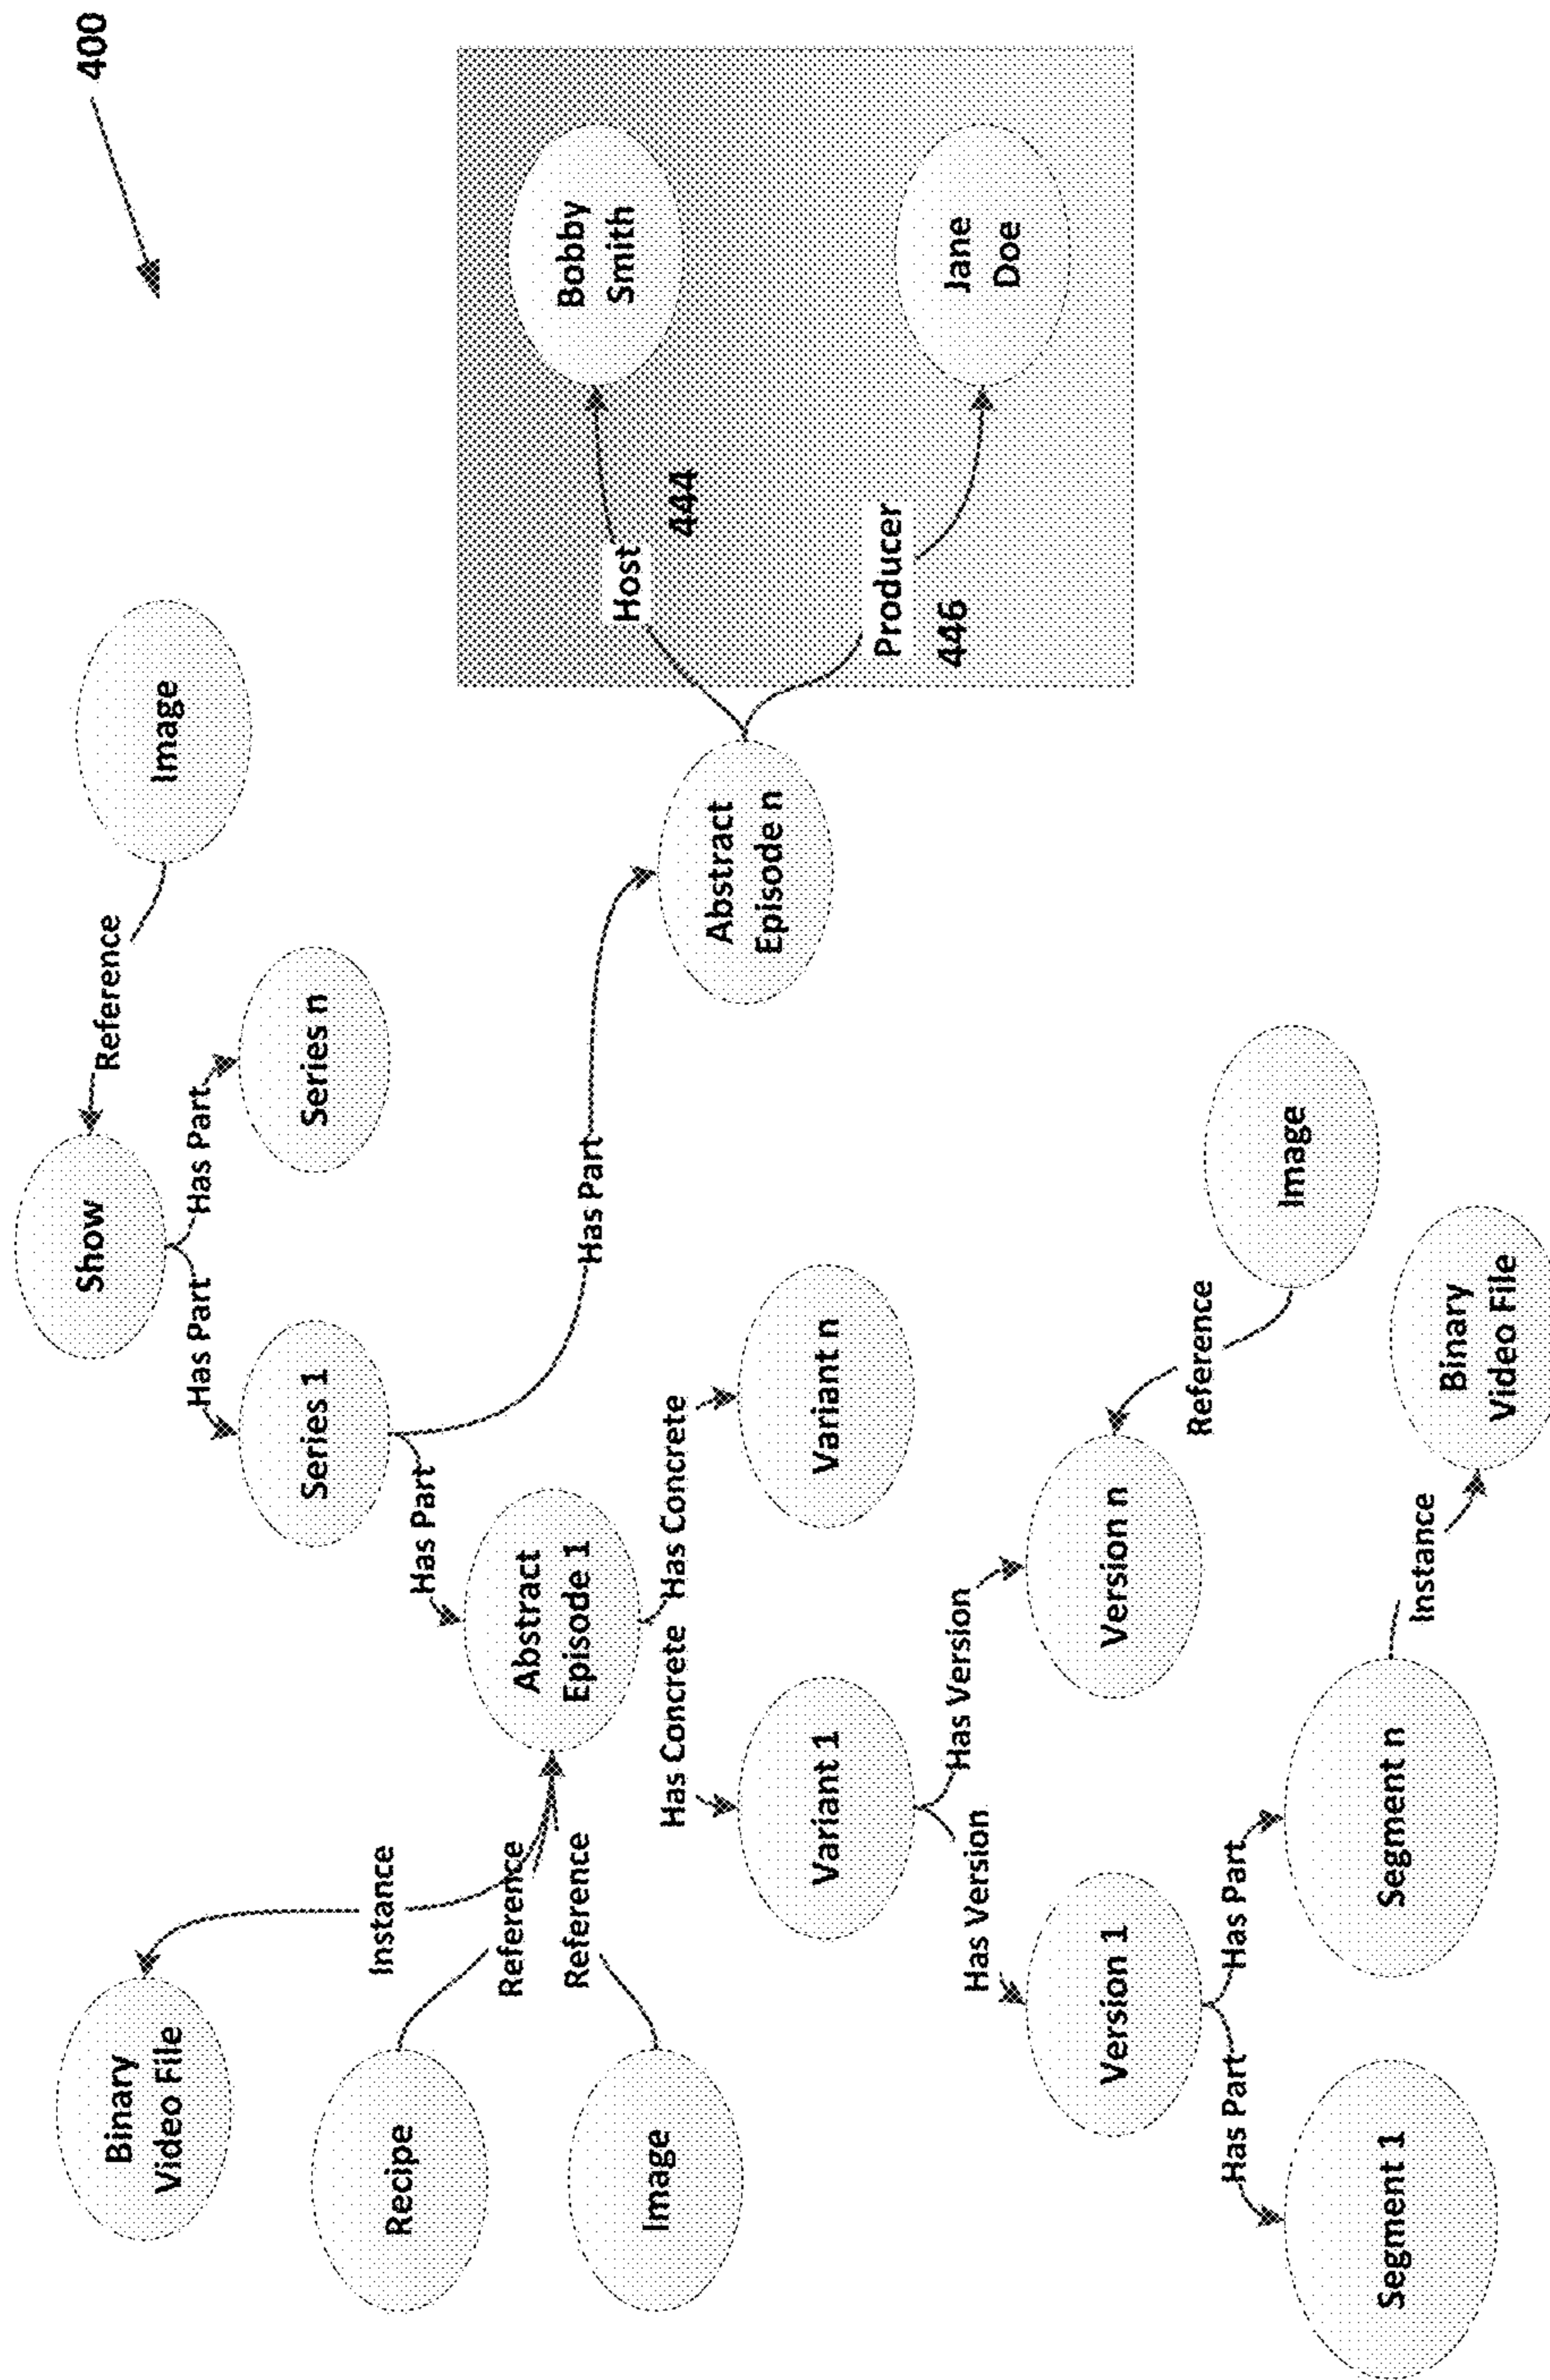 400
Show
Image
Reference
Has Part
Has Part
Series 1
Series n
Has Part
Has Part
Binary
Video File
Instance
Recipe
Reference
Image
Reference
Abstract
Episode 1
Abstract
Episode n
Host
444
Bobby
Smith
Producer
446
Jane
Doe
Has Concrete
Has Concrete
Variant 1
Variant n
Has Version
Has Version
Version 1
Version n
Reference
Image
Has Part
Has Part
Segment 1
Segment n
Instance
Binary
Video File